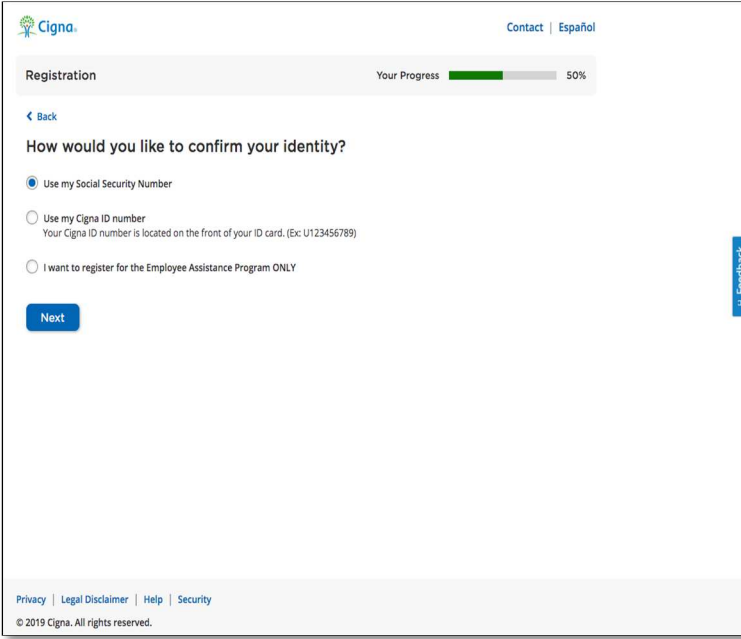 Cigna
Contact | Español
Registration
Your Progress 50%
Back
How would you like to confirm your identity?
Use my Social Security Number
Use my Cigna ID number
Your Cigna ID number is located on the front of your ID card. (Ex: U123456789)
I want to register for the Employee Assistance Program ONLY
Next
Feedback
Privacy | Legal Disclaimer | Help | Security
© 2019 Cigna. All rights reserved.